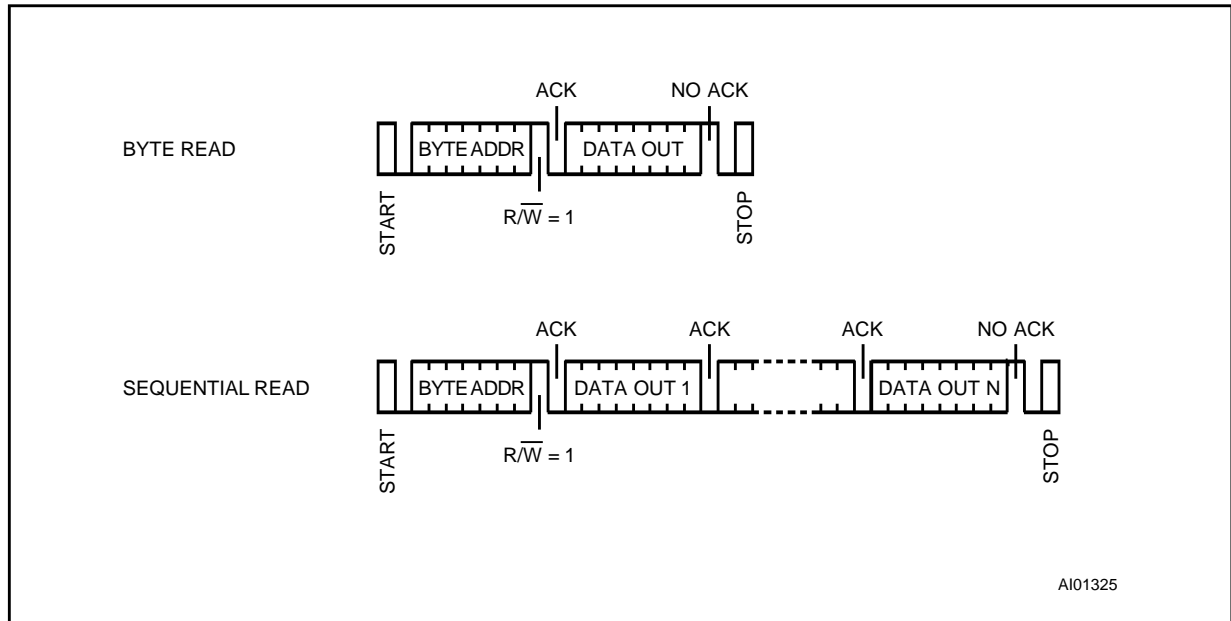 ACK NO ACK
BYTE READ BYTE ADDR DATA OUT
START R/W̅ = 1 STOP
ACK ACK ACK NO ACK
SEQUENTIAL READ BYTE ADDR DATA OUT 1 DATA OUT N
START R/W̅ = 1 STOP
AI01325